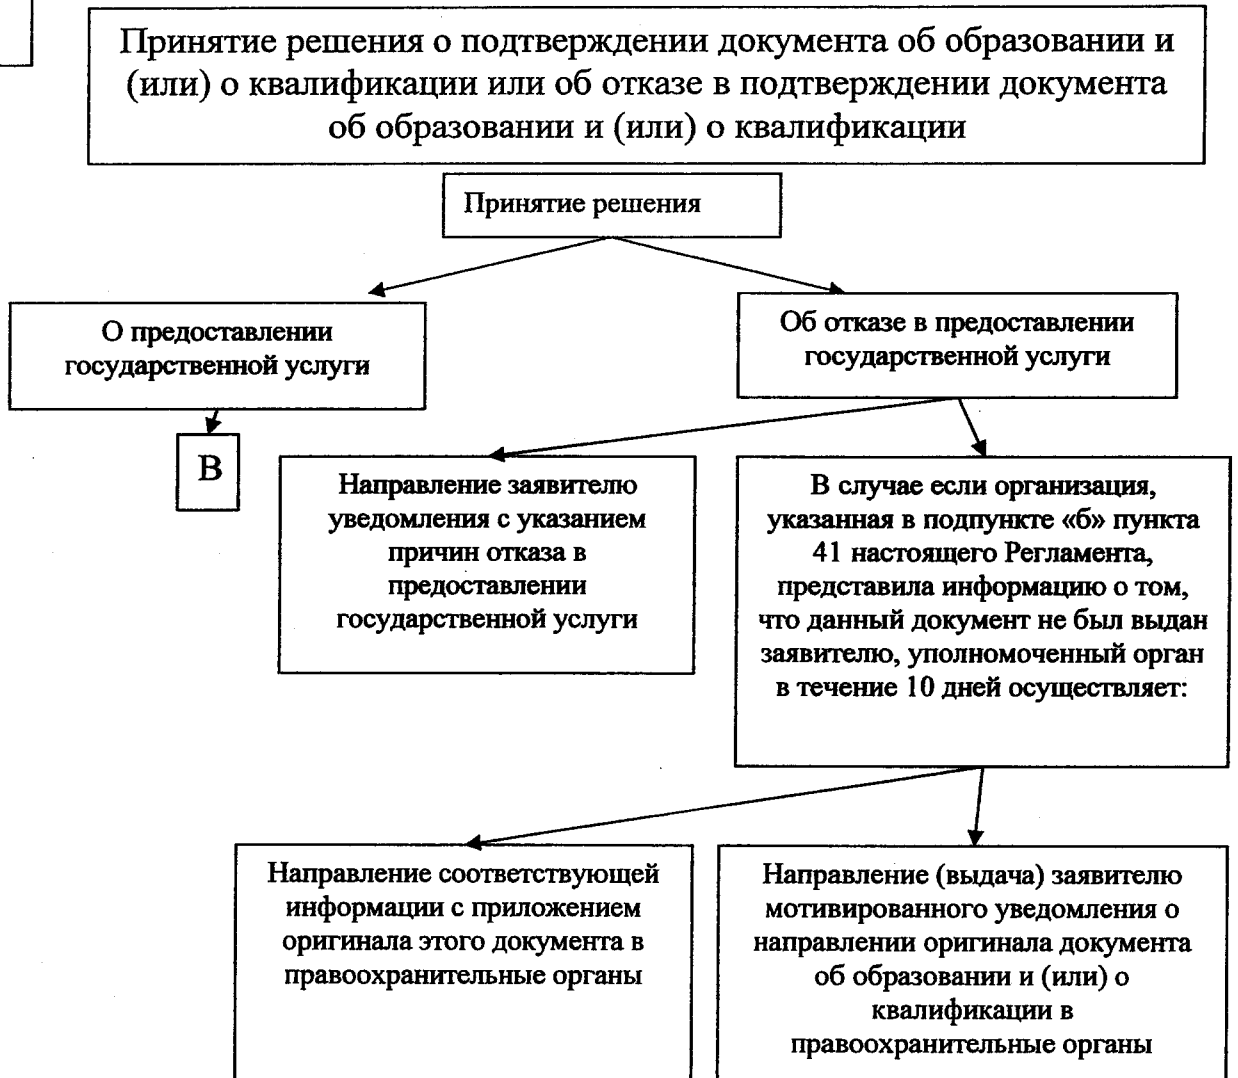 Принятие решения о подтверждении документа об образовании и
(или) о квалификации или об отказе в подтверждении документа
об образовании и (или) о квалификации
Принятие решения
О предоставлении
государственной услуги
Об отказе в предоставлении
государственной услуги
В
Направление заявителю
уведомления с указанием
причин отказа в
предоставлении
государственной услуги
В случае если организация,
указанная в подпункте «б» пункта
41 настоящего Регламента,
представила информацию о том,
что данный документ не был выдан
заявителю, уполномоченный орган
в течение 10 дней осуществляет:
Направление соответствующей
информации с приложением
оригинала этого документа в
правоохранительные органы
Направление (выдача) заявителю
мотивированного уведомления о
направлении оригинала документа
об образовании и (или) о
квалификации в
правоохранительные органы